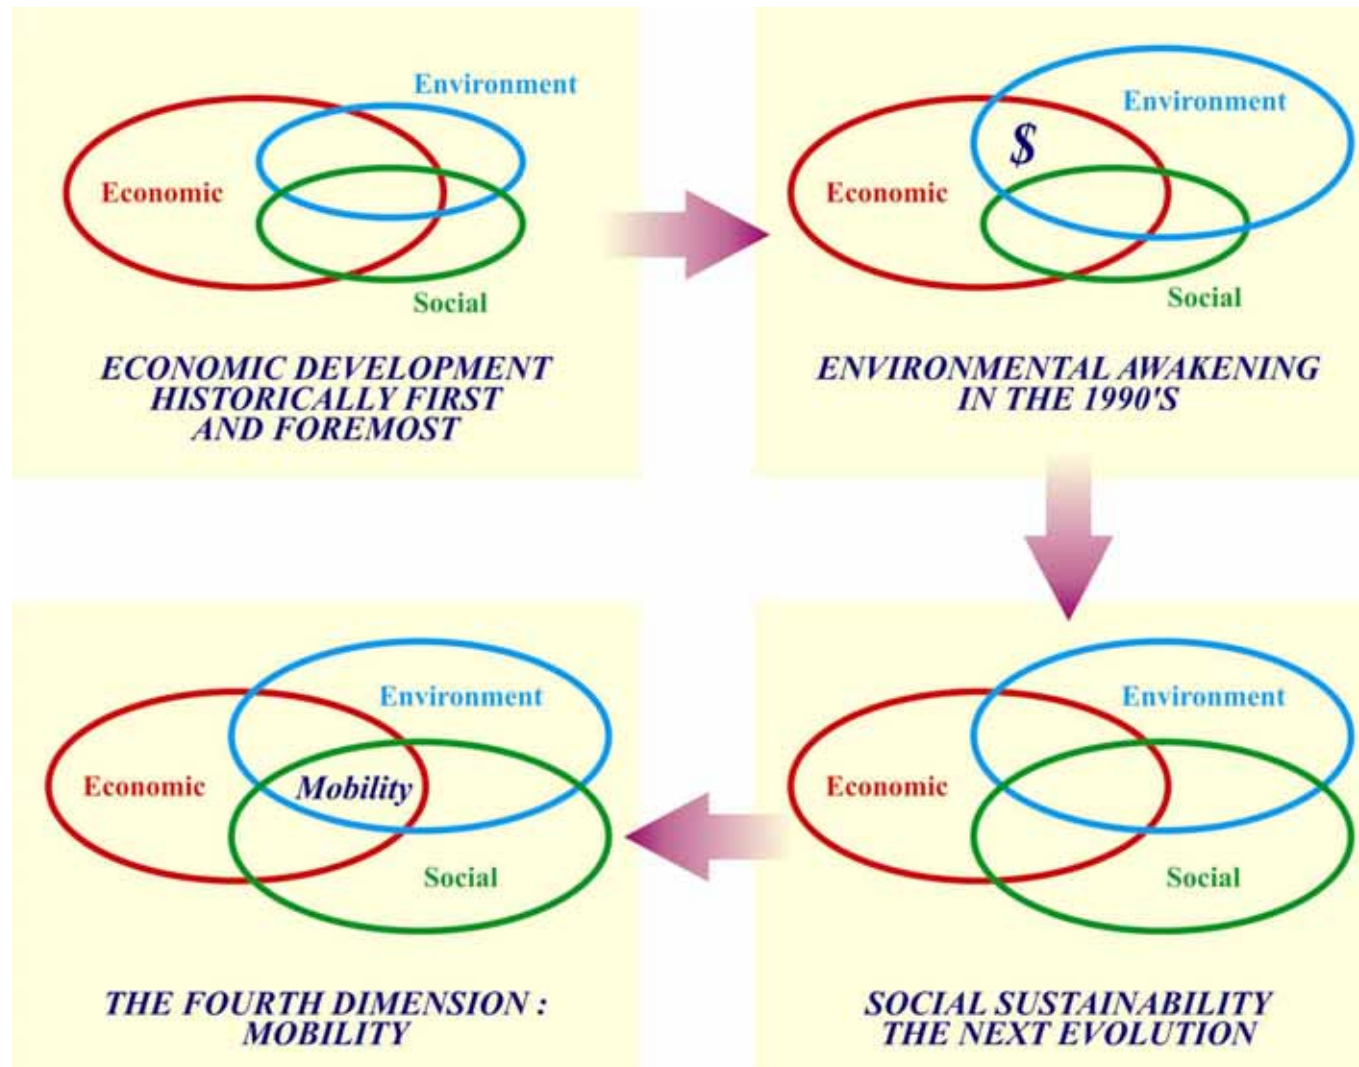 Environment
Economic
Social
ECONOMIC DEVELOPMENT
HISTORICALLY FIRST
AND FOREMOST
Environment
$
Economic
Social
ENVIRONMENTAL AWAKENING
IN THE 1990'S
Environment
Economic
Social
SOCIAL SUSTAINABILITY
THE NEXT EVOLUTION
Environment
Economic
Mobility
Social
THE FOURTH DIMENSION :
MOBILITY